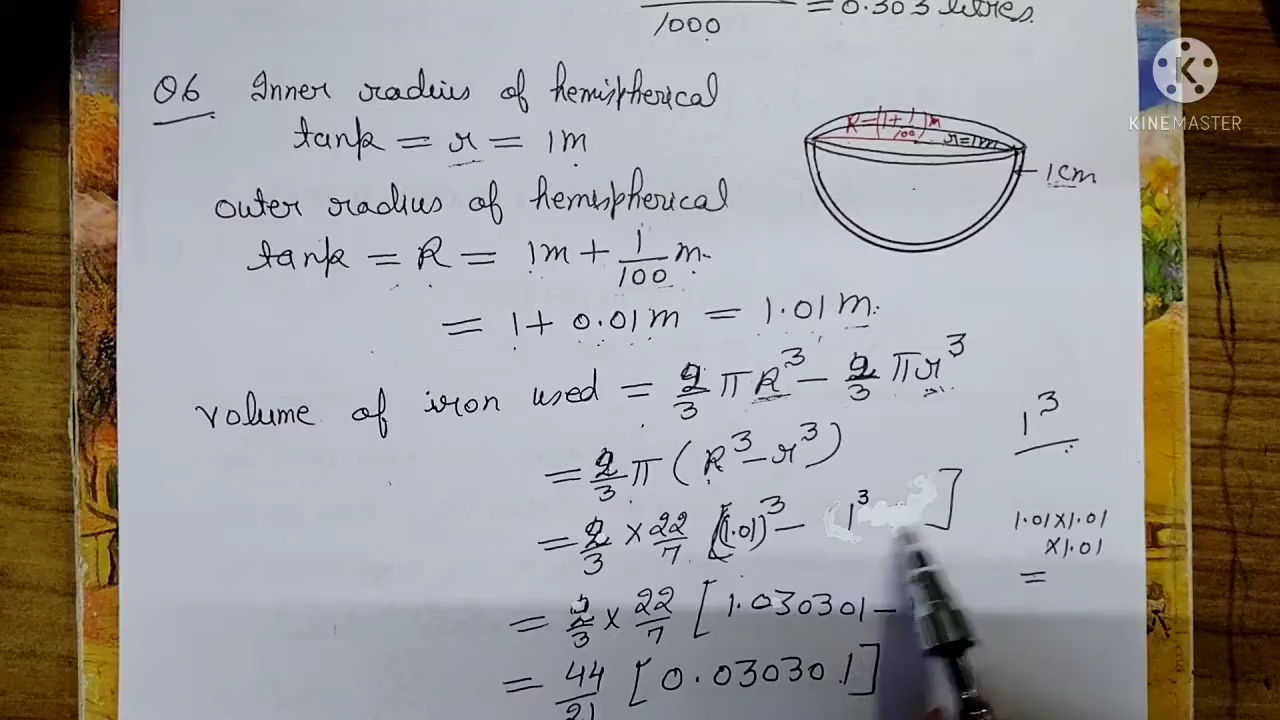 /1000 = 0.303 litres.
KINEMASTER
Q6 Inner radius of hemispherical
tank = r = 1m
R = (1 + 1/100)m
r = 1m
1cm
outer radius of hemispherical
tank = R = 1m + 1/100 m.
= 1 + 0.01m = 1.01m.
volume of iron used = 2/3 πR³ - 2/3 πr³
= 2/3 π (R³ - r³)
1³
= 2/3 × 22/7 [(1.01)³ - 1³]
1.01×1.01
×1.01
=
= 2/3 × 22/7 [1.030301 -
= 44/21 [0.030301]